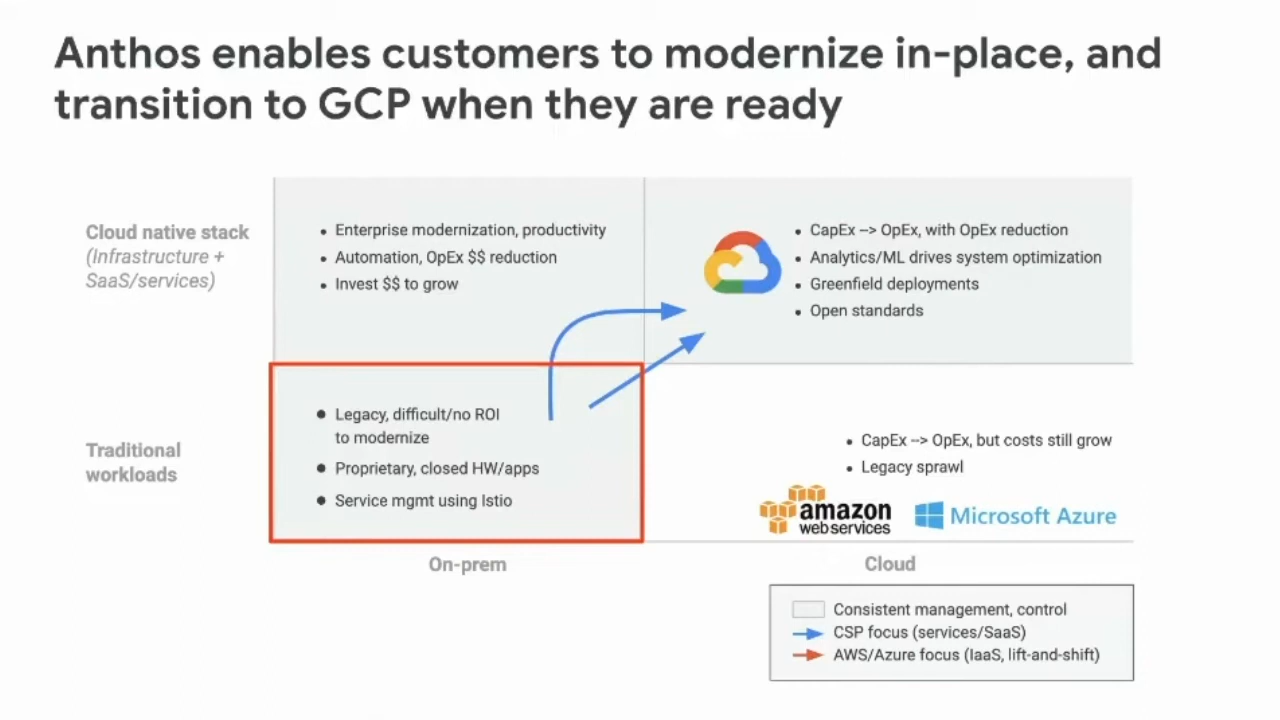 Anthos enables customers to modernize in-place, and
transition to GCP when they are ready
Cloud native stack
(Infrastructure +
SaaS/services)
Enterprise modernization, productivity
Automation, OpEx $$ reduction
Invest $$ to grow
CapEx --> OpEx, with OpEx reduction
Analytics/ML drives system optimization
Greenfield deployments
Open standards
Traditional
workloads
Legacy, difficult/no ROI
to modernize
Proprietary, closed HW/apps
Service mgmt using Istio
CapEx --> OpEx, but costs still grow
Legacy sprawl
amazon
webservices
Microsoft Azure
On-prem
Cloud
Consistent management, control
CSP focus (services/SaaS)
AWS/Azure focus (IaaS, lift-and-shift)